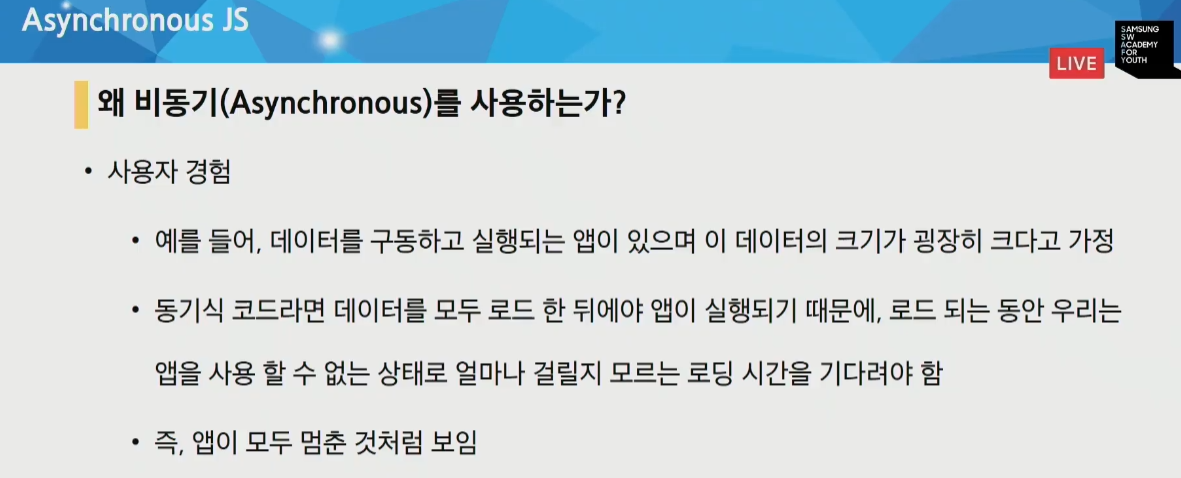 Asynchronous JS
SAMSUNG
SW
ACADEMY
FOR
YOUTH
LIVE
왜 비동기(Asynchronous)를 사용하는가?
• 사용자 경험
• 예를 들어, 데이터를 구동하고 실행되는 앱이 있으며 이 데이터의 크기가 굉장히 크다고 가정
• 동기식 코드라면 데이터를 모두 로드 한 뒤에야 앱이 실행되기 때문에, 로드 되는 동안 우리는
앱을 사용 할 수 없는 상태로 얼마나 걸릴지 모르는 로딩 시간을 기다려야 함
• 즉, 앱이 모두 멈춘 것처럼 보임